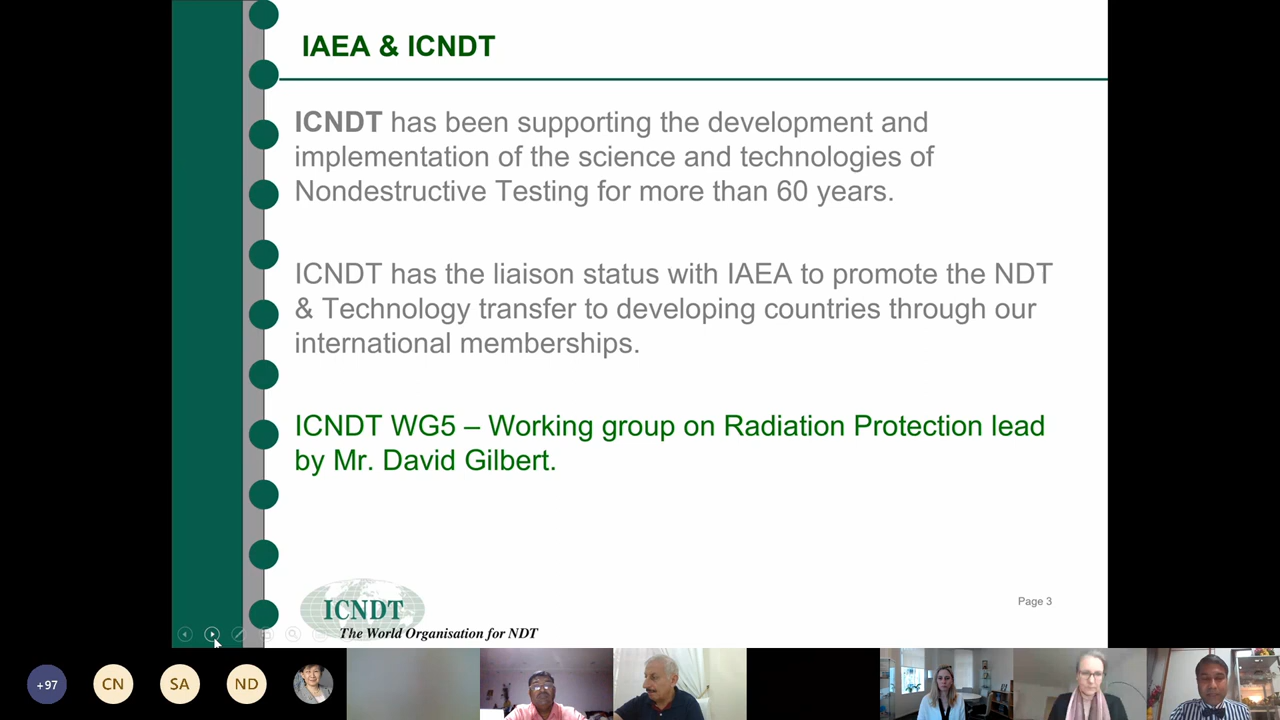 IAEA & ICNDT
ICNDT has been supporting the development and
implementation of the science and technologies of
Nondestructive Testing for more than 60 years.
ICNDT has the liaison status with IAEA to promote the NDT
& Technology transfer to developing countries through our
international memberships.
ICNDT WG5 – Working group on Radiation Protection lead
by Mr. David Gilbert.
Page 3
ICNDT
The World Organisation for NDT
+97
CN
SA
ND